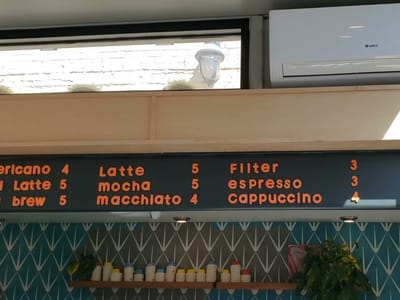 ericano 4 Latte 5 Filter 3
Latte 5 mocha 5 espresso 3
brew 5 macchiato 4 Cappuccino 4